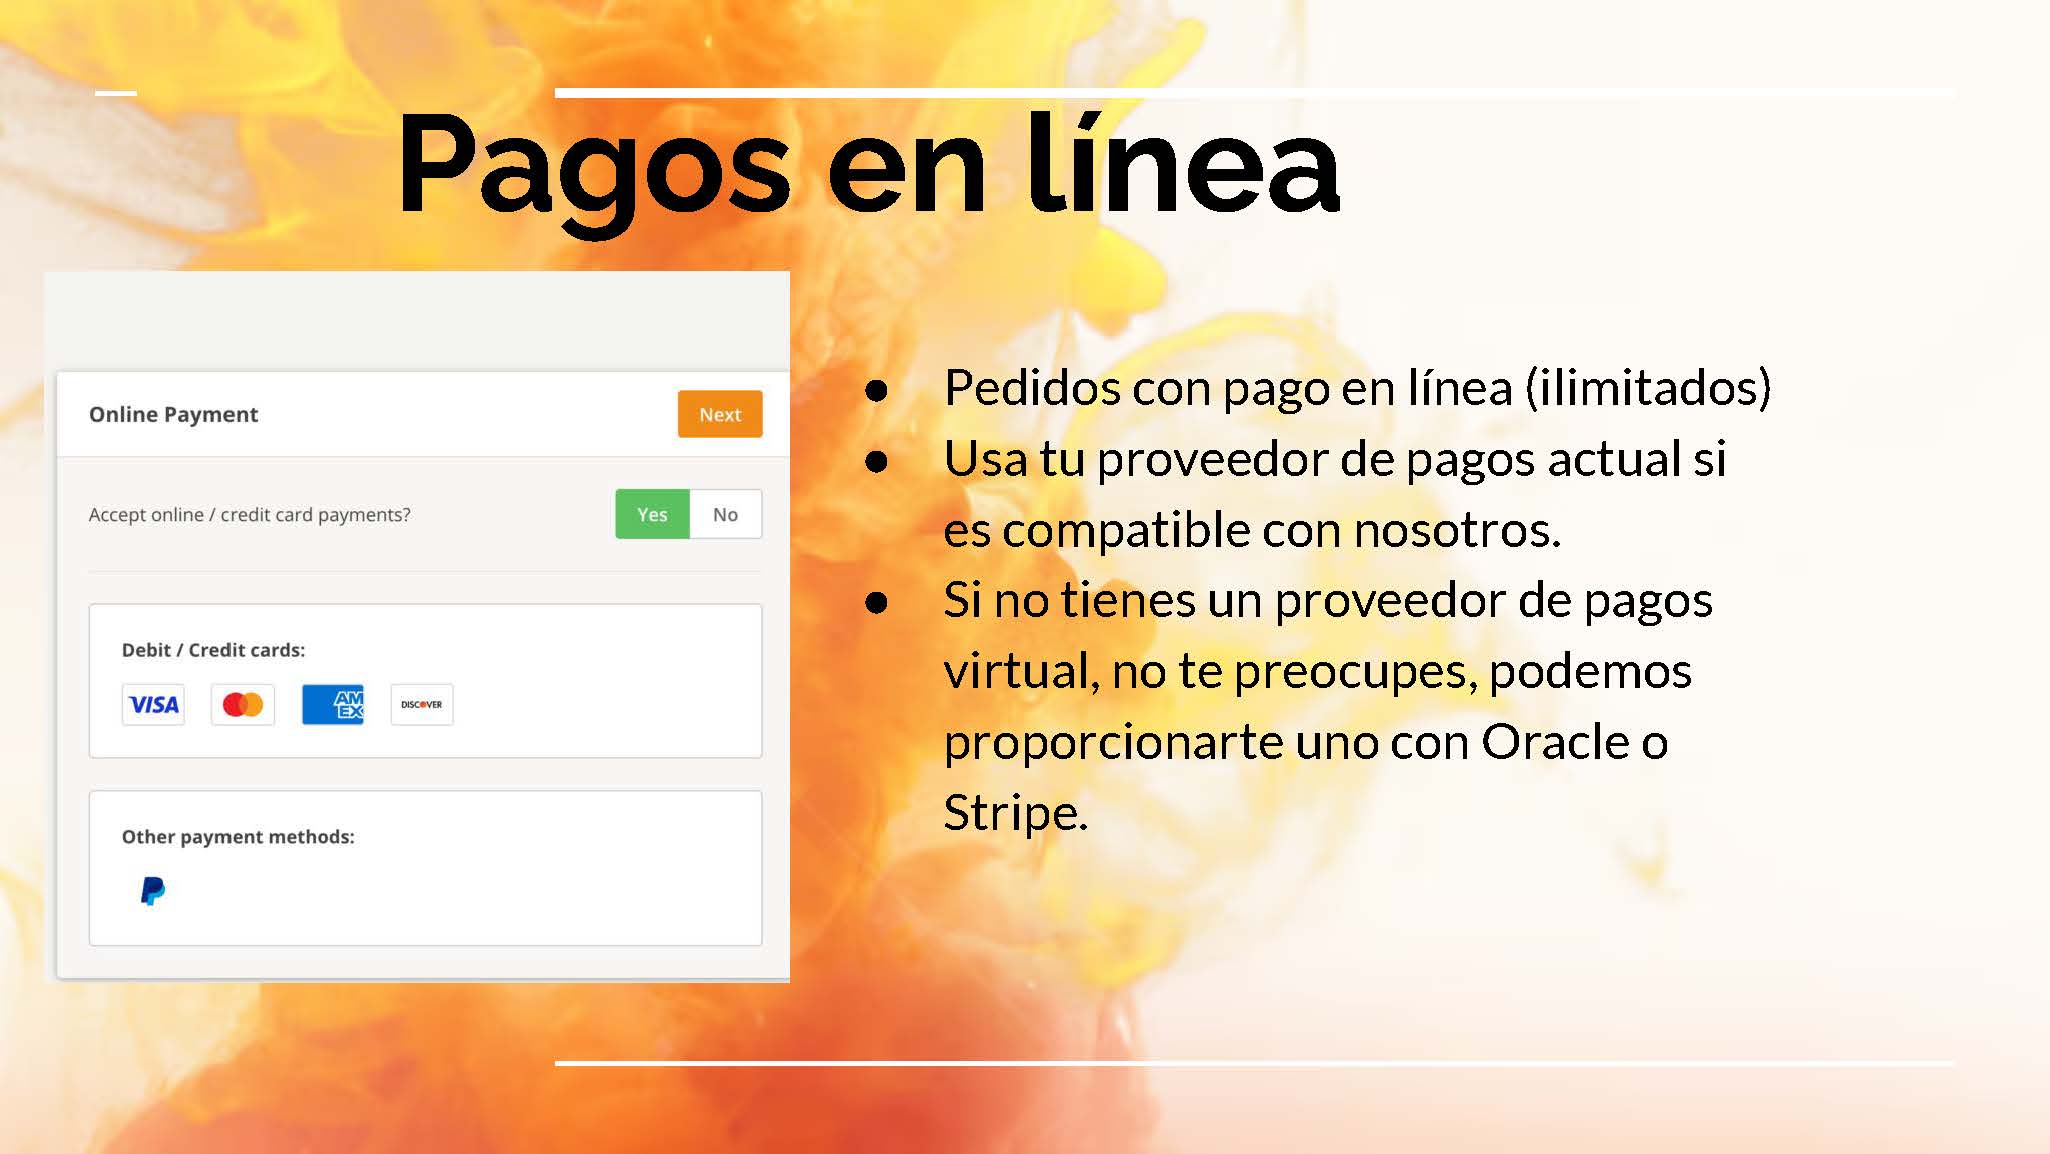 Pagos en línea
Online Payment
Next
Accept online / credit card payments?
Yes
No
Debit / Credit cards:
VISA
AM
EX
DISCOVER
Other payment methods:
● Pedidos con pago en línea (ilimitados)
● Usa tu proveedor de pagos actual si
es compatible con nosotros.
● Si no tienes un proveedor de pagos
virtual, no te preocupes, podemos
proporcionarte uno con Oracle o
Stripe.